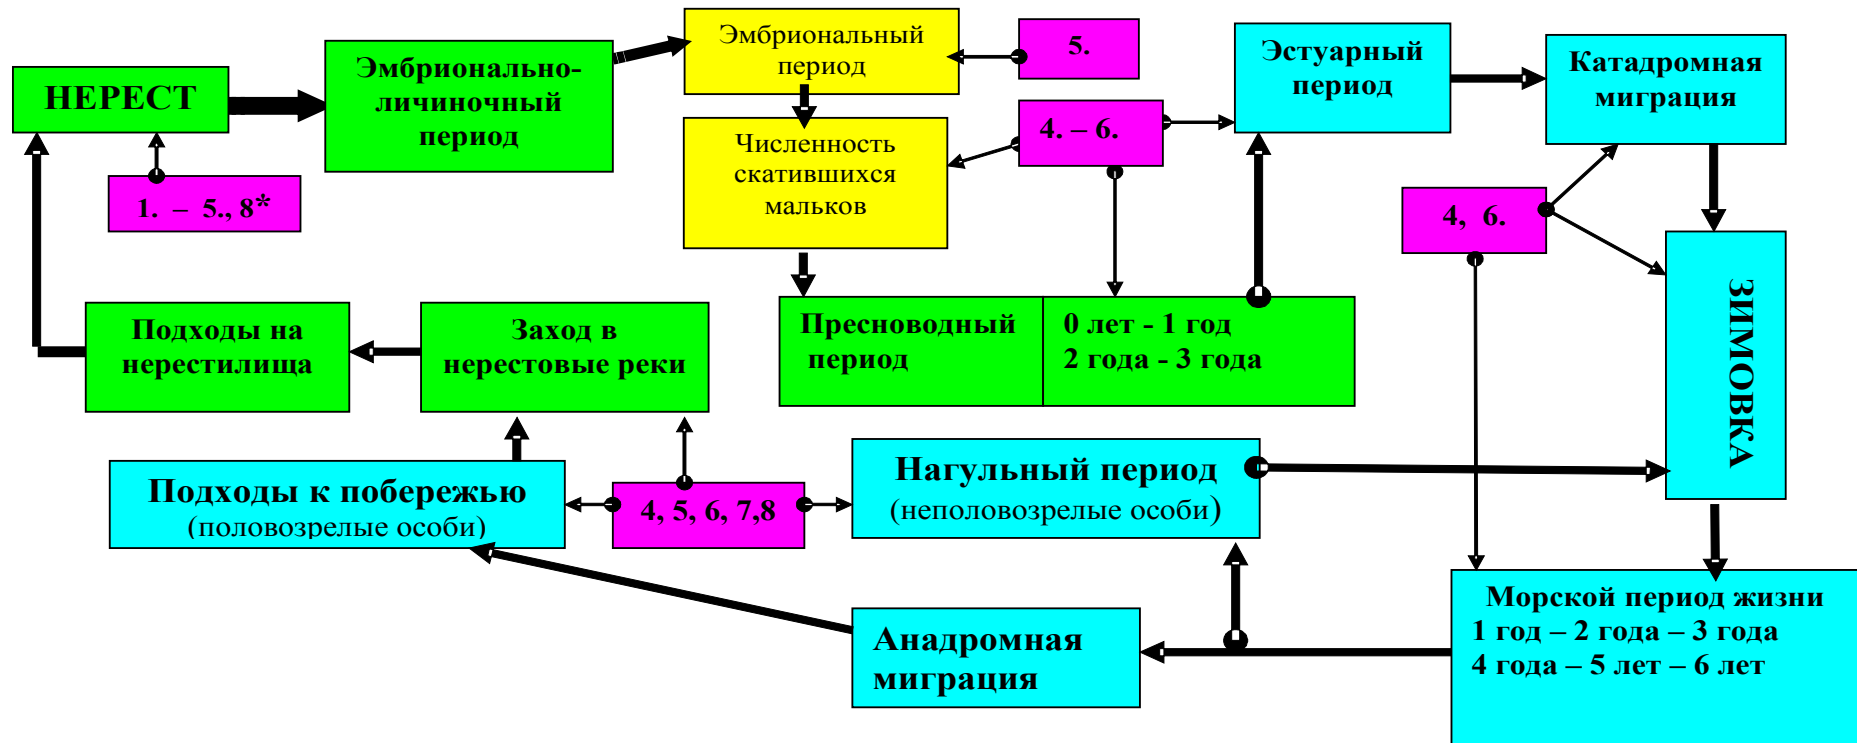 НЕРЕСТ
Эмбрионально-
личиночный
период
Эмбриональный
период
5.
Эстуарный
период
Катадромная
миграция
1. – 5., 8*
Численность
скатившихся
мальков
4. – 6.
4, 6.
ЗИМОВКА
Подходы на
нерестилища
Заход в
нерестовые реки
Пресноводный
период
0 лет - 1 год
2 года - 3 года
Подходы к побережью
(половозрелые особи)
4, 5, 6, 7,8
Нагульный период
(неполовозрелые особи)
Анадромная
миграция
Морской период жизни
1 год – 2 года – 3 года
4 года – 5 лет – 6 лет